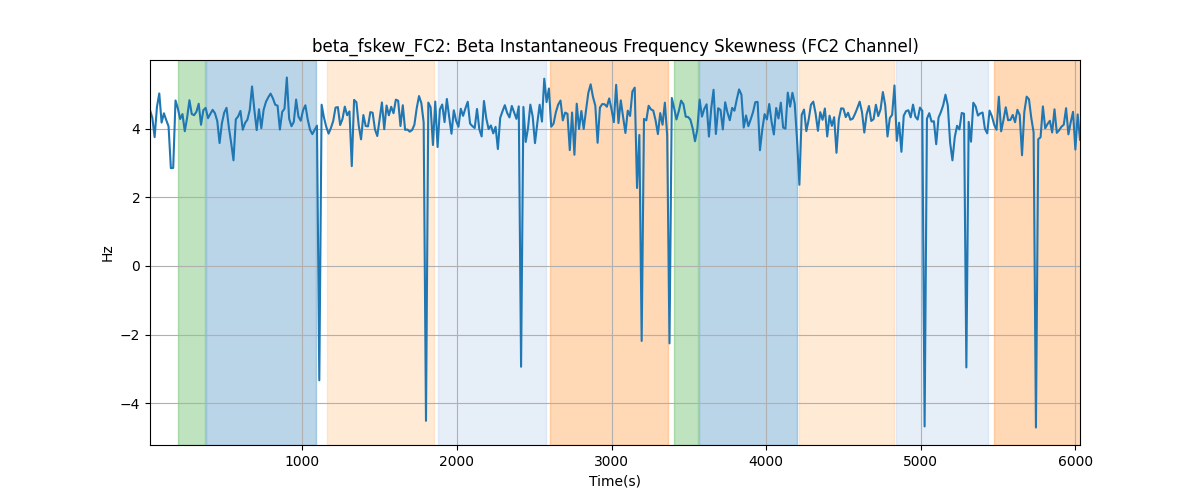 beta_fskew_FC2: Beta Instantaneous Frequency Skewness (FC2 Channel)
Hz
4
2
0
−2
−4
1000 2000 3000 4000 5000 6000
Time(s)